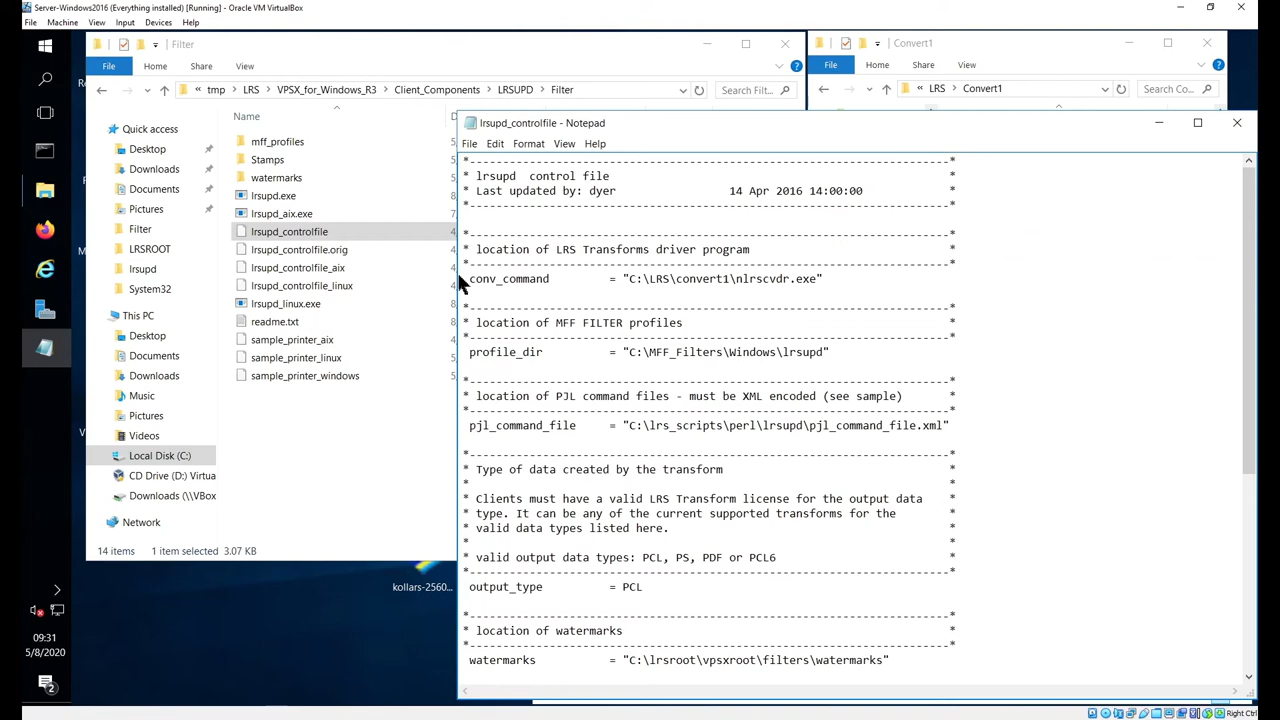 Server-Windows2016 (Everything installed) [Running] - Oracle VM VirtualBox
File Machine View Input Devices Help
Filter
File Home Share View
« tmp > LRS > VPSX_for_Windows_R3 > Client_Components > LRSUPD > Filter
Search Filt...
Convert1
File Home Share View
« LRS > Convert1
Search Co...
Quick access
Desktop
Downloads
Documents
Pictures
Filter
LRSROOT
lrsupd
System32
This PC
Desktop
Documents
Downloads
Music
Pictures
Videos
Local Disk (C:)
CD Drive (D:) Virtua
Downloads (\\VBox
Network
Name
mff_profiles
Stamps
watermarks
lrsupd.exe
lrsupd_aix.exe
lrsupd_controlfile
lrsupd_controlfile.orig
lrsupd_controlfile_aix
lrsupd_controlfile_linux
lrsupd_linux.exe
readme.txt
sample_printer_aix
sample_printer_linux
sample_printer_windows
14 items 1 item selected 3.07 KB
kollars-2560...
lrsupd_controlfile - Notepad
File Edit Format View Help
*-----------------------------------------------------------------*
* lrsupd  control file *
* Last updated by: dyer 14 Apr 2016 14:00:00 *
*-----------------------------------------------------------------*
*-----------------------------------------------------------------*
* location of LRS Transforms driver program *
*-----------------------------------------------------------------*
conv_command = "C:\LRS\convert1\nlrscvdr.exe"
*-----------------------------------------------------------------*
* location of MFF FILTER profiles *
*-----------------------------------------------------------------*
profile_dir = "C:\MFF_Filters\Windows\lrsupd"
*-----------------------------------------------------------------*
* location of PJL command files - must be XML encoded (see sample) *
*-----------------------------------------------------------------*
pjl_command_file = "C:\lrs_scripts\perl\lrsupd\pjl_command_file.xml"
*-----------------------------------------------------------------*
* Type of data created by the transform *
* *
* Clients must have a valid LRS Transform license for the output data *
* type. It can be any of the current supported transforms for the *
* valid data types listed here. *
* *
* valid output data types: PCL, PS, PDF or PCL6 *
*-----------------------------------------------------------------*
output_type = PCL
*-----------------------------------------------------------------*
* location of watermarks *
*-----------------------------------------------------------------*
watermarks = "C:\lrsroot\vpsxroot\filters\watermarks"
09:31
5/8/2020
2
Right Ctrl